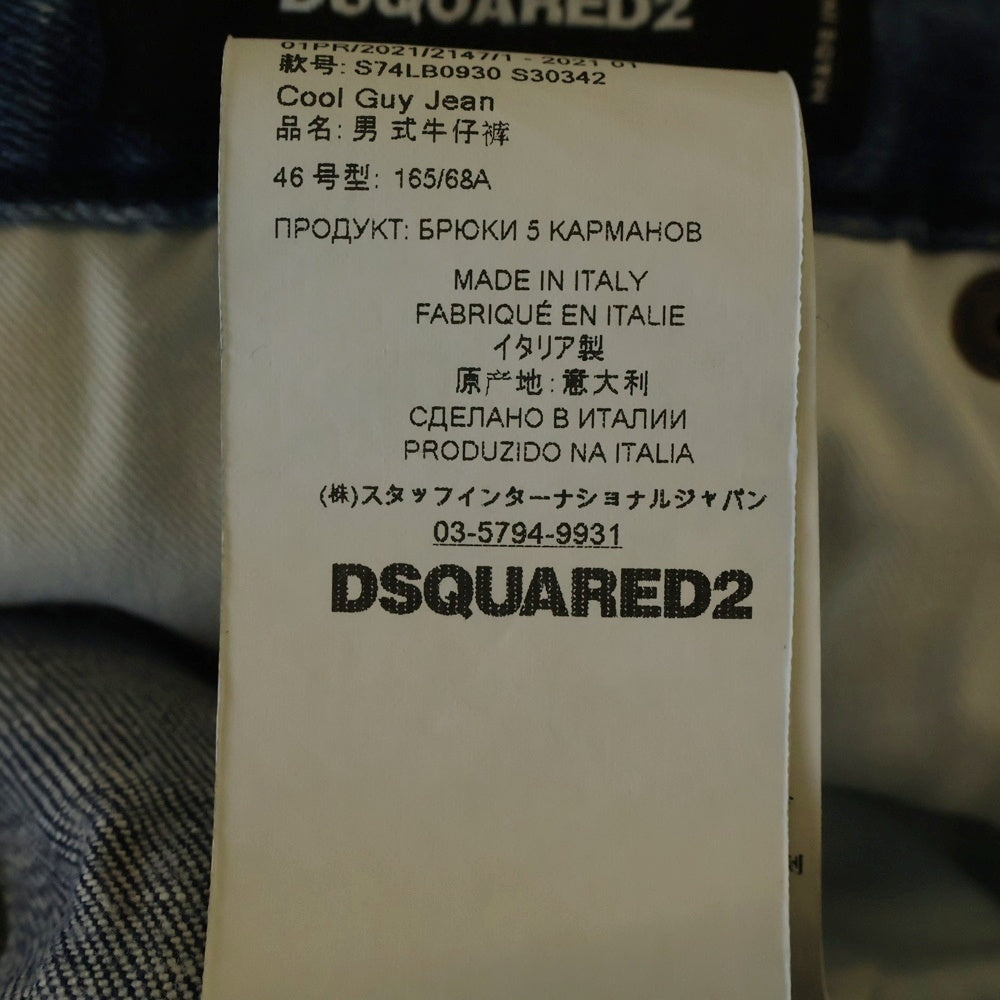 DSQUARED2
MADE IN
01PR/2021/2147/1 - 2021 01
款号: S74LB0930 S30342
Cool Guy Jean
品名: 男 式牛仔裤
46 号型: 165/68A
ПРОДУКТ: БРЮКИ 5 КАРМАНОВ
MADE IN ITALY
FABRIQUÉ EN ITALIE
イタリア製
原产地: 意大利
СДЕЛАНО В ИТАЛИИ
PRODUZIDO NA ITALIA
(株)スタッフインターナショナルジャパン
03-5794-9931
DSQUARED2